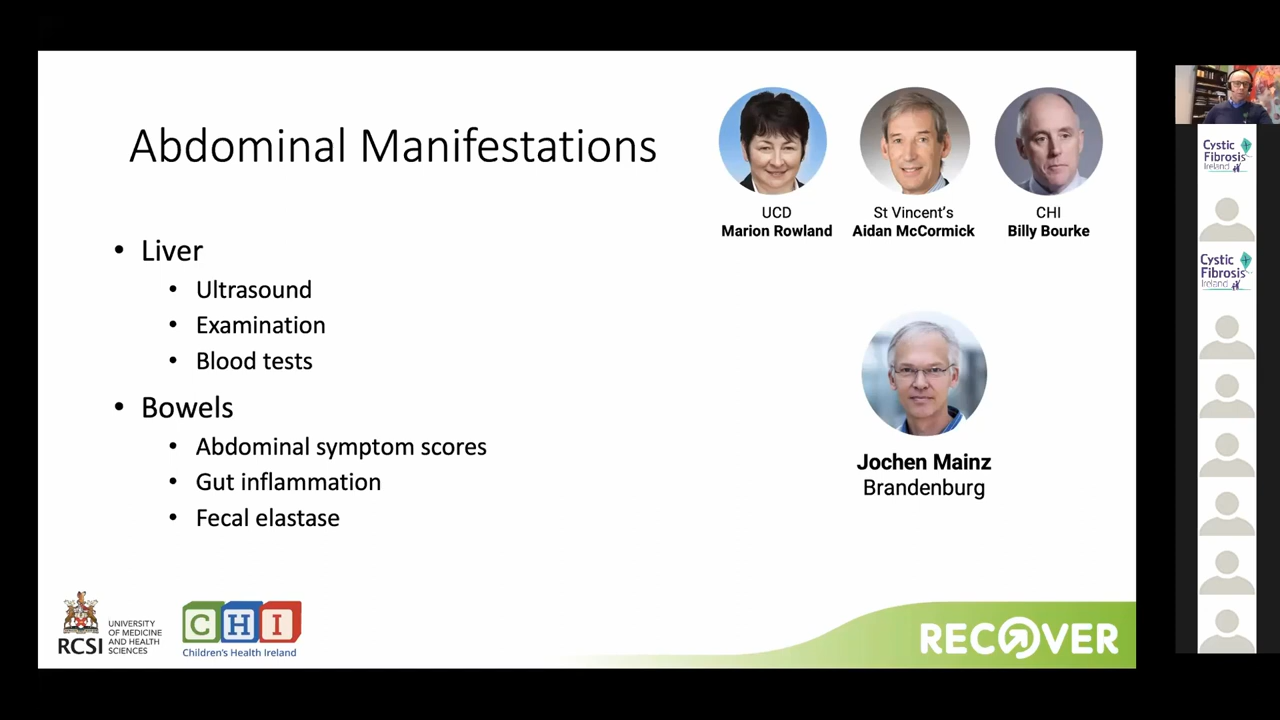 Abdominal Manifestations
• Liver
• Ultrasound
• Examination
• Blood tests
• Bowels
• Abdominal symptom scores
• Gut inflammation
• Fecal elastase
UCD
Marion Rowland
St Vincent's
Aidan McCormick
CHI
Billy Bourke
Jochen Mainz
Brandenburg
RCSI
UNIVERSITY
OF MEDICINE
AND HEALTH
SCIENCES
CHI
Children's Health Ireland
RECOVER
Cystic
Fibrosis
Ireland
Cystic
Fibrosis
Ireland